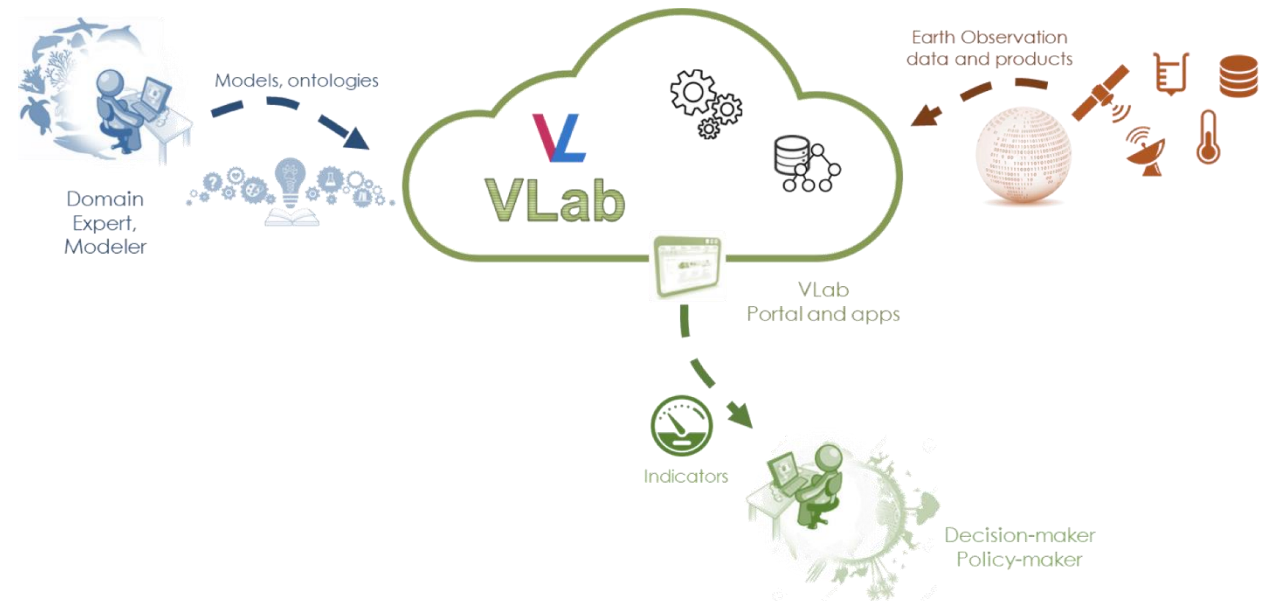 Models, ontologies
Domain
Expert,
Modeler
VL
VLab
Earth Observation
data and products
VLab
Portal and apps
Indicators
Decision-maker
Policy-maker